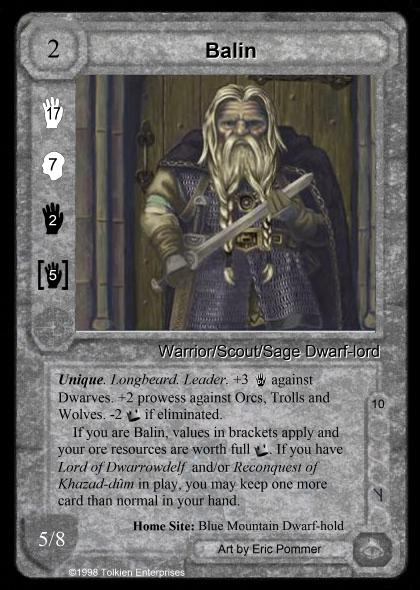 2
Balin
17
7
2
[5]
Warrior/Scout/Sage Dwarf-lord
Unique. Longbeard. Leader. +3 against
Dwarves. +2 prowess against Orcs, Trolls and
Wolves. -2 if eliminated.
If you are Balin, values in brackets apply and
your ore resources are worth full . If you have
Lord of Dwarrowdelf and/or Reconquest of
Khazad-dûm in play, you may keep one more
card than normal in your hand.
10
Home Site: Blue Mountain Dwarf-hold
5/8
Art by Eric Pommer
©1998 Tolkien Enterprises